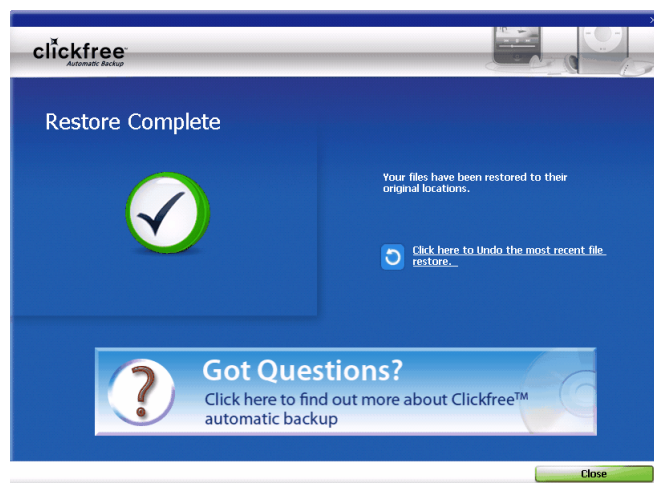 clickfree™
Automatic Backup
Restore Complete
Your files have been restored to their
original locations.
Click here to Undo the most recent file
restore.
Got Questions?
Click here to find out more about Clickfree™
automatic backup
Close